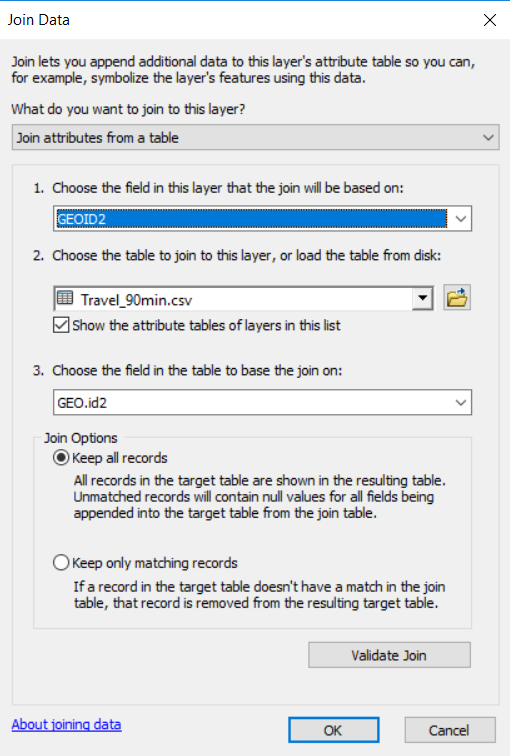 Join Data
Join lets you append additional data to this layer's attribute table so you can,
for example, symbolize the layer's features using this data.
What do you want to join to this layer?
Join attributes from a table
1. Choose the field in this layer that the join will be based on:
GEOID2
2. Choose the table to join to this layer, or load the table from disk:
Travel_90min.csv
Show the attribute tables of layers in this list
3. Choose the field in the table to base the join on:
GEO.id2
Join Options
Keep all records
All records in the target table are shown in the resulting table.
Unmatched records will contain null values for all fields being
appended into the target table from the join table.
Keep only matching records
If a record in the target table doesn't have a match in the join
table, that record is removed from the resulting target table.
Validate Join
About joining data
OK Cancel